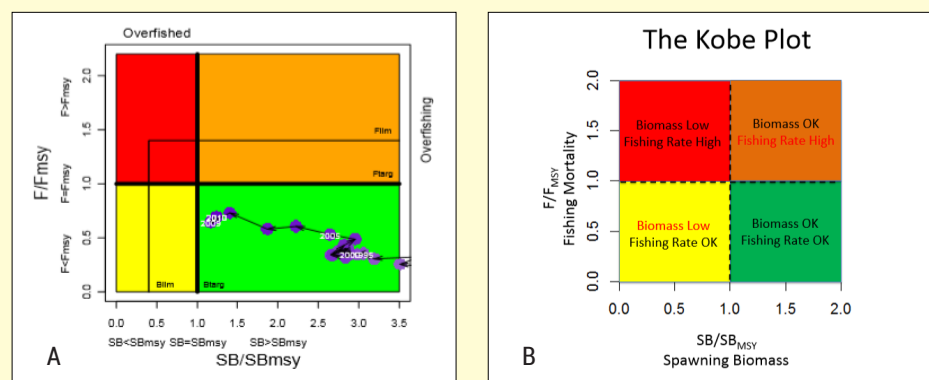 Overfished
F/Fmsy
F<Fmsy F=Fmsy F>Fmsy
0.0 0.5 1.0 1.5 2.0
Flim
Ftarg
Blim
Btarg
2010
2009
2005
2000
1995
Overfishing
0.0 0.5 1.0 1.5 2.0 2.5 3.0 3.5
SB<SBmsy SB=SBmsy SB>SBmsy
SB/SBmsy
A
The Kobe Plot
F/FMSY
Fishing Mortality
0.0 0.5 1.0 1.5 2.0
Biomass Low
Fishing Rate High
Biomass OK
Fishing Rate High
Biomass Low
Fishing Rate OK
Biomass OK
Fishing Rate OK
0.0 0.5 1.0 1.5 2.0
SB/SBMSY
Spawning Biomass
B